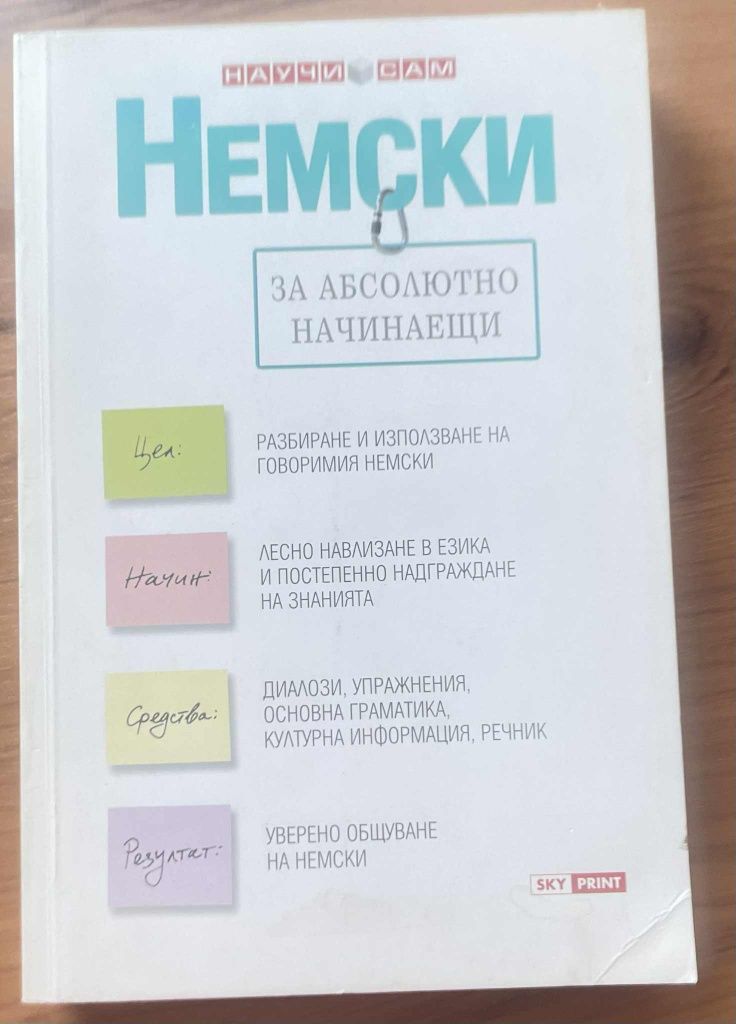 НАУЧИ САМ
НЕМСКИ
ЗА АБСОЛЮТНО
НАЧИНАЕЩИ
Цел:
РАЗБИРАНЕ И ИЗПОЛЗВАНЕ НА
ГОВОРИМИЯ НЕМСКИ
Начин:
ЛЕСНО НАВЛИЗАНЕ В ЕЗИКА
И ПОСТЕПЕННО НАДГРАЖДАНЕ
НА ЗНАНИЯТА
Средства:
ДИАЛОЗИ, УПРАЖНЕНИЯ,
ОСНОВНА ГРАМАТИКА,
КУЛТУРНА ИНФОРМАЦИЯ, РЕЧНИК
Резултат:
УВЕРЕНО ОБЩУВАНЕ
НА НЕМСКИ
SKY PRINT